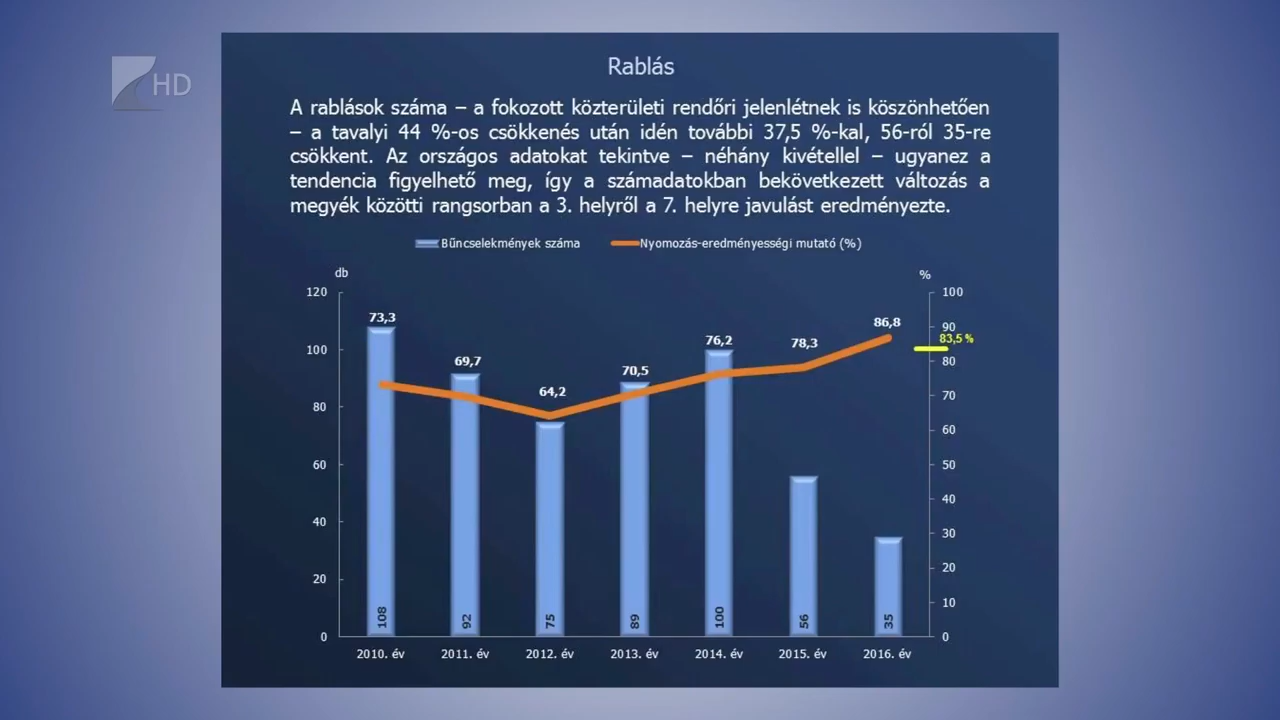 HD
Rablás
A rablások száma – a fokozott közterületi rendőri jelenlétnek is köszönhetően
– a tavalyi 44 %-os csökkenés után idén további 37,5 %-kal, 56-ról 35-re
csökkent. Az országos adatokat tekintve – néhány kivétellel – ugyanez a
tendencia figyelhető meg, így a számadatokban bekövetkezett változás a
megyék közötti rangsorban a 3. helyről a 7. helyre javulást eredményezte.
Bűncselekmények száma Nyomozás-eredményességi mutató (%)
db %
120 100
73,3 86,8 90
83,5 %
100 76,2 78,3 80
69,7 70,5 70
80 64,2 60
60 50
40 40
30
20 20
10
0 0
108 92 75 89 100 56 35
2010. év 2011. év 2012. év 2013. év 2014. év 2015. év 2016. év